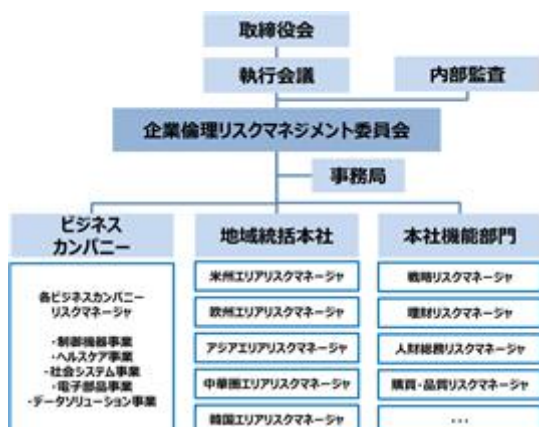 取締役会
執行会議
内部監査
企業倫理リスクマネジメント委員会
事務局
ビジネス
カンパニー
地域統括本社
本社機能部門
各ビジネスカンパニー
リスクマネージャ
・制御機器事業
・ヘルスケア事業
・社会システム事業
・電子部品事業
・データソリューション事業
米州エリアリスクマネージャ
欧州エリアリスクマネージャ
アジアエリアリスクマネージャ
中華圏エリアリスクマネージャ
韓国エリアリスクマネージャ
戦略リスクマネージャ
理財リスクマネージャ
人財総務リスクマネージャ
購買・品質リスクマネージャ
・・・